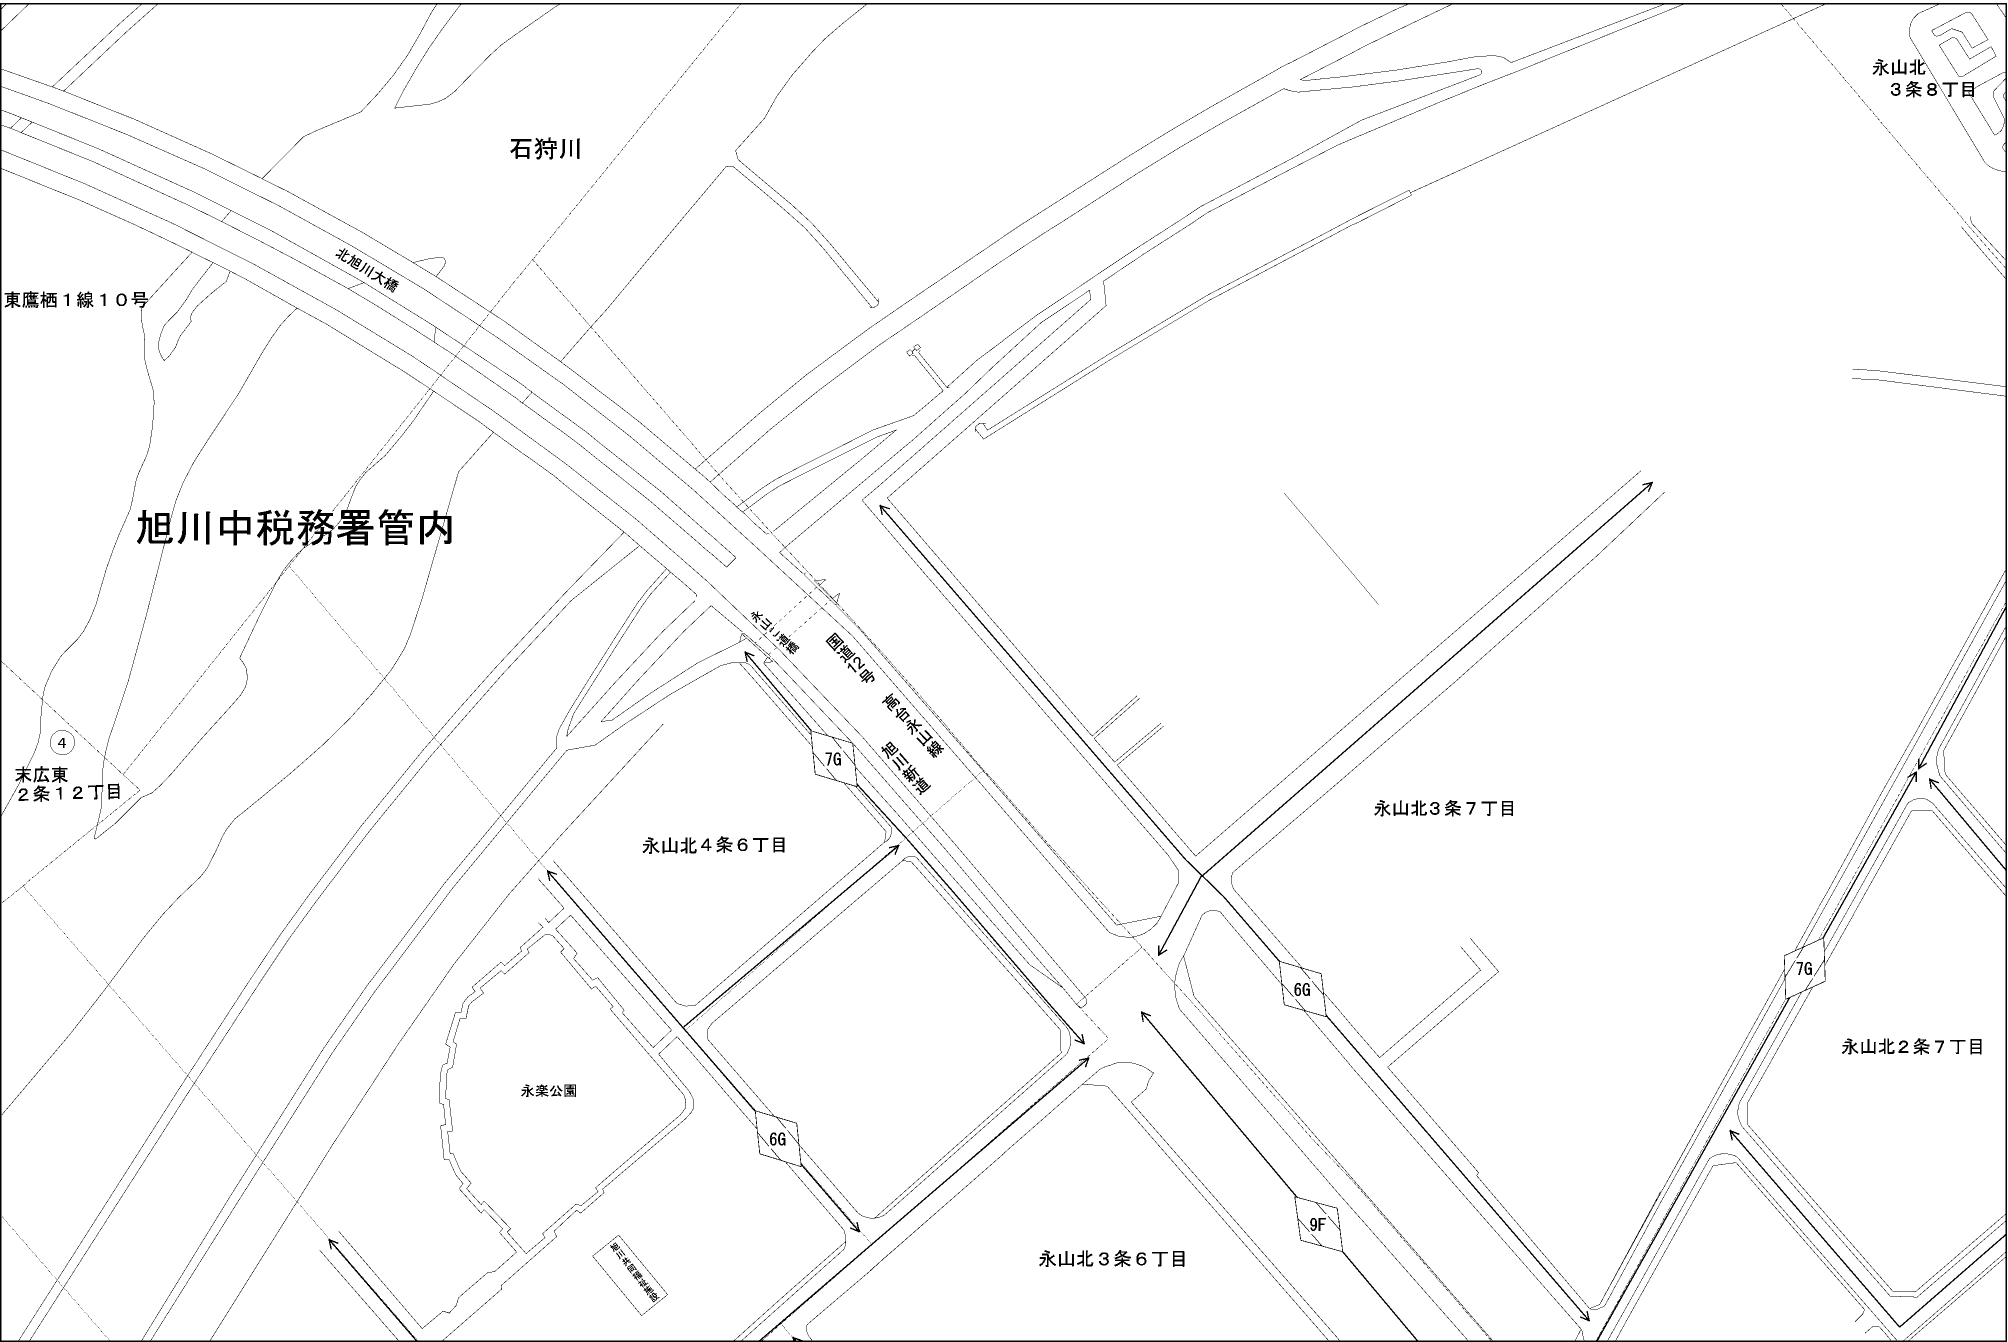 永山北
３条８丁目
石狩川
北旭川大橋
東鷹栖１線１０号
旭川中税務署管内
国道12号
高台永山線
旭川新道
4
末広東
２条１２丁目
7G
永山北４条６丁目
永山北３条７丁目
7G
6G
永山北２条７丁目
永楽公園
6G
9F
永山北３条６丁目